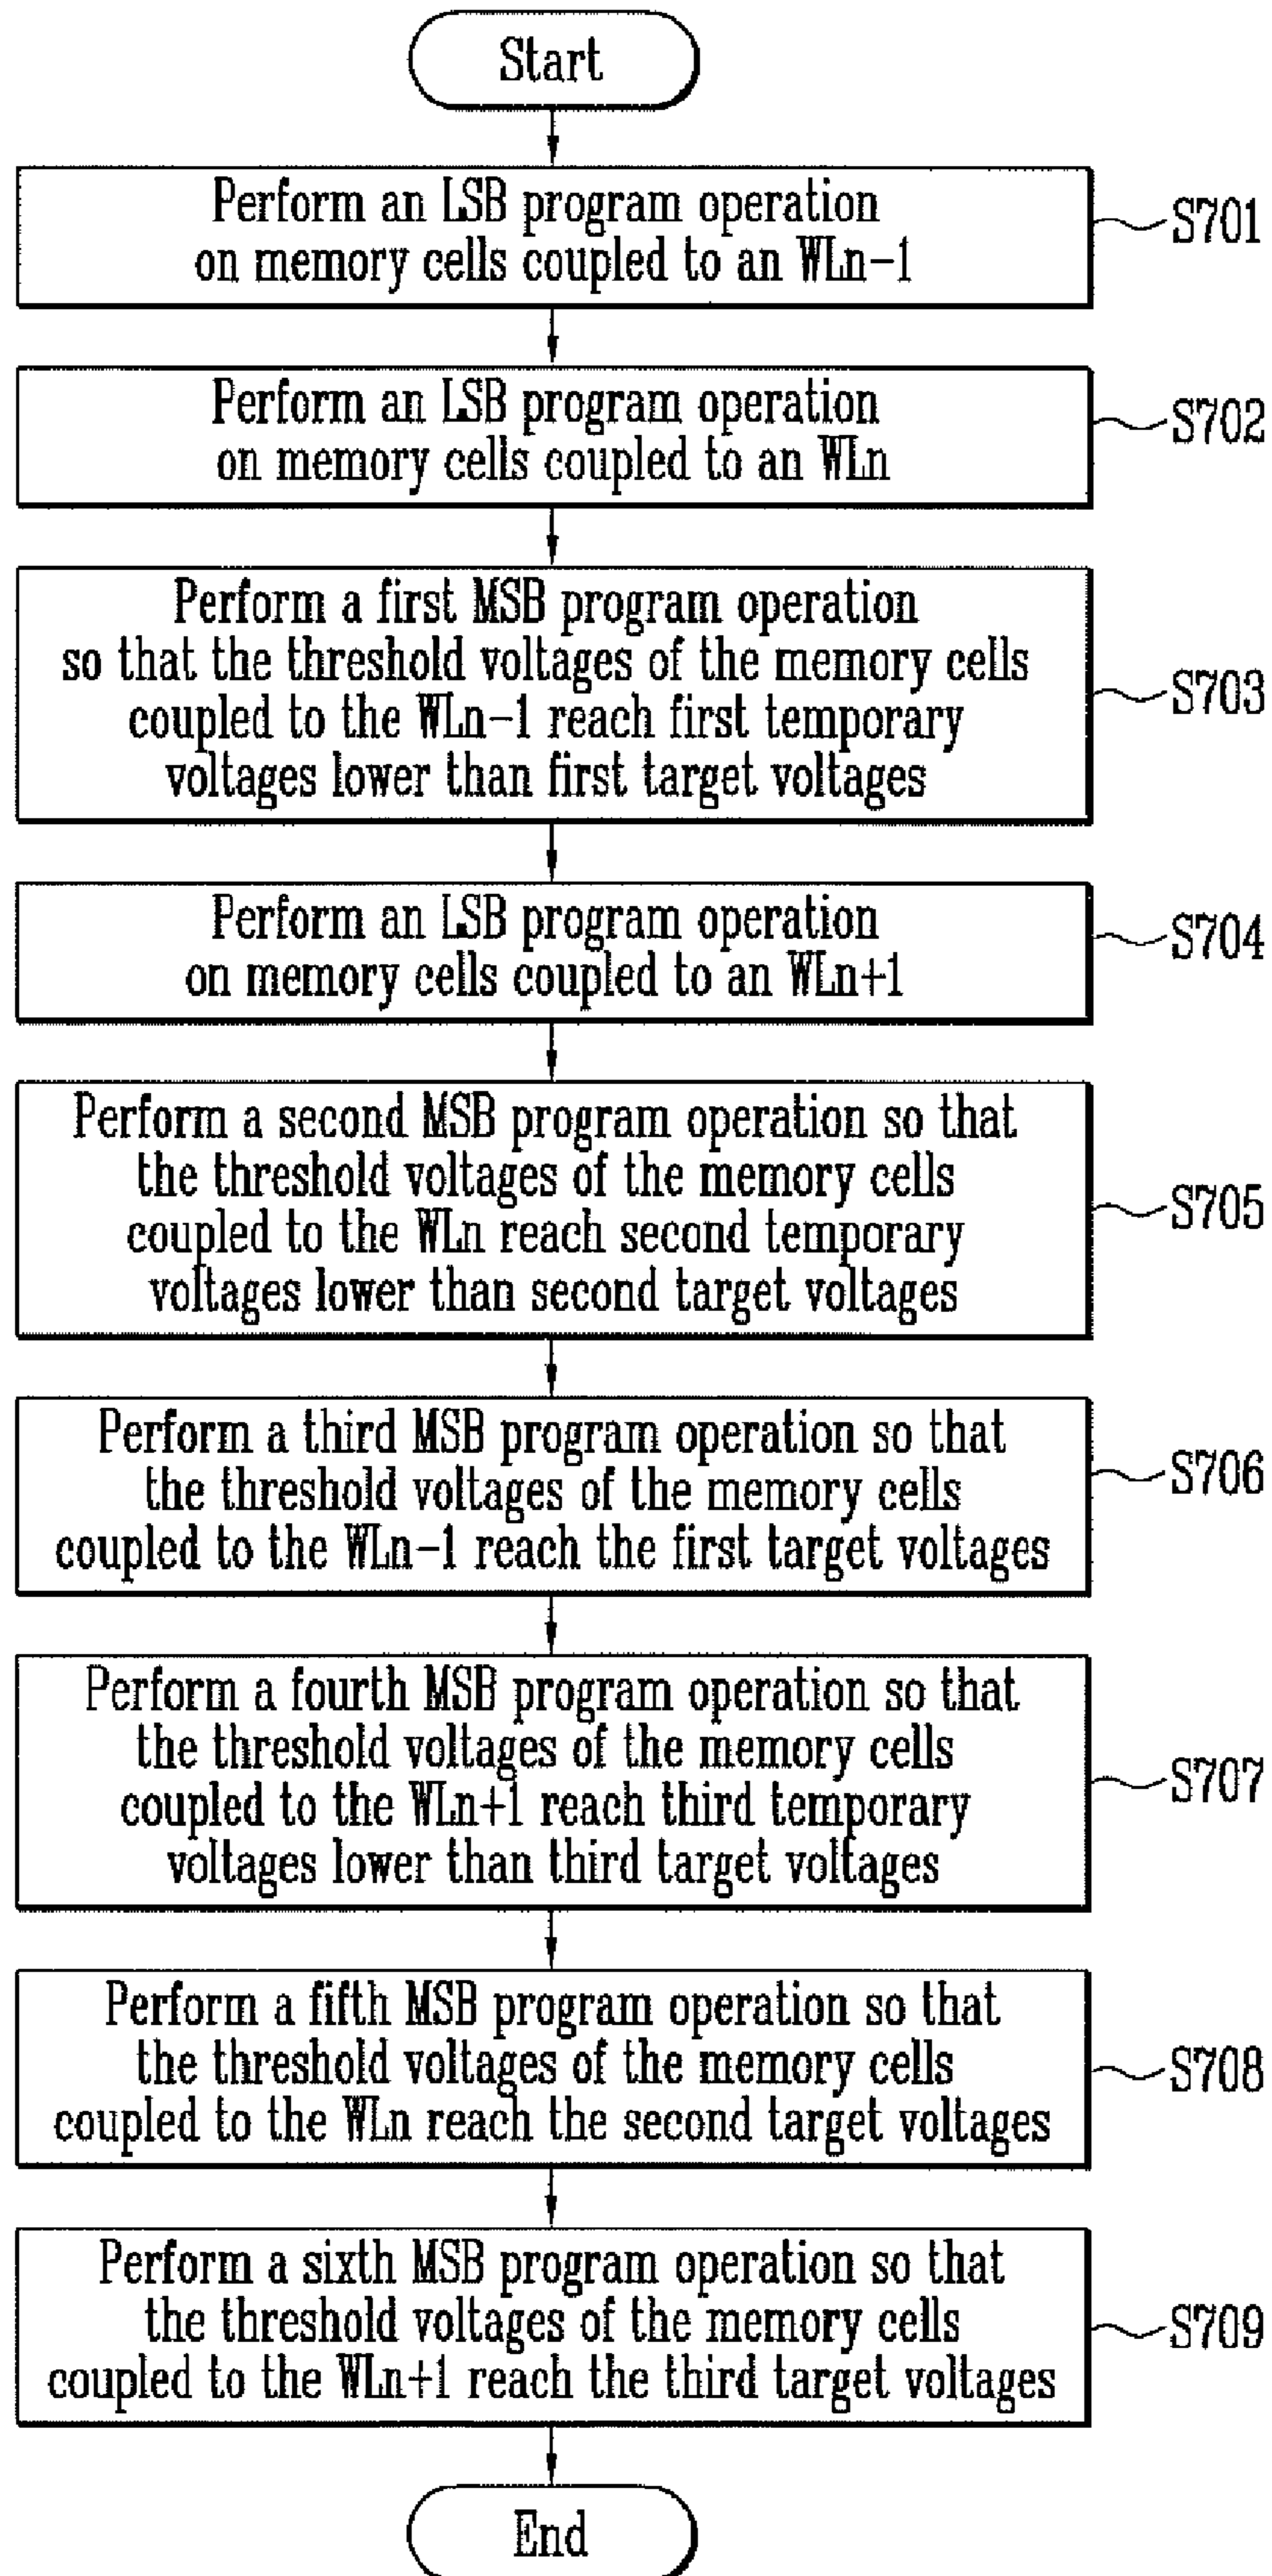 Start
Perform an LSB program operation
on memory cells coupled to an WLn-1
S701
Perform an LSB program operation
on memory cells coupled to an WLn
S702
Perform a first MSB program operation
so that the threshold voltages of the memory cells
coupled to the WLn-1 reach first temporary
voltages lower than first target voltages
S703
Perform an LSB program operation
on memory cells coupled to an WLn+1
S704
Perform a second MSB program operation so that
the threshold voltages of the memory cells
coupled to the WLn reach second temporary
voltages lower than second target voltages
S705
Perform a third MSB program operation so that
the threshold voltages of the memory cells
coupled to the WLn-1 reach the first target voltages
S706
Perform a fourth MSB program operation so that
the threshold voltages of the memory cells
coupled to the WLn+1 reach third temporary
voltages lower than third target voltages
S707
Perform a fifth MSB program operation so that
the threshold voltages of the memory cells
coupled to the WLn reach the second target voltages
S708
Perform a sixth MSB program operation so that
the threshold voltages of the memory cells
coupled to the WLn+1 reach the third target voltages
S709
End